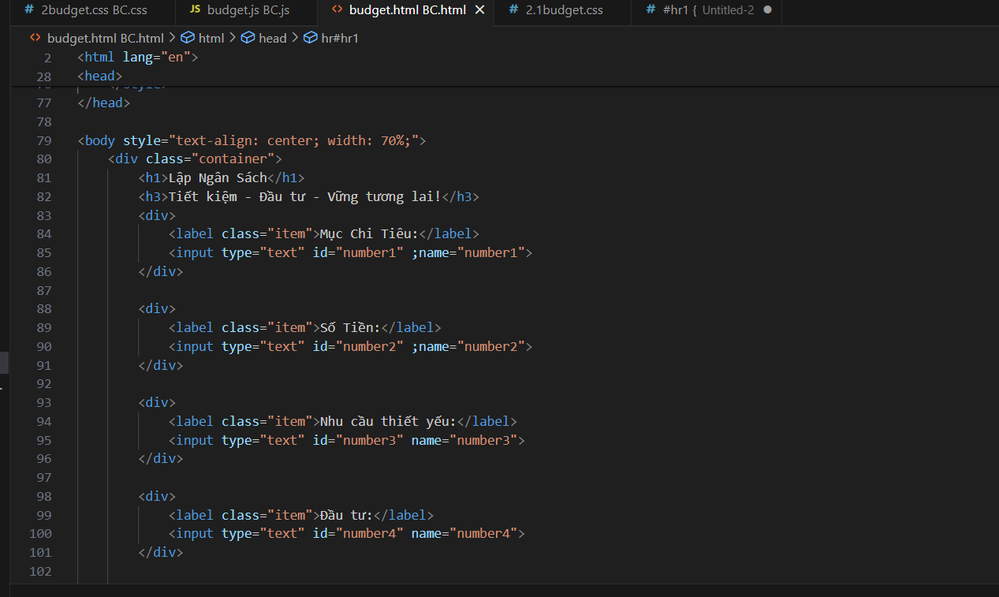 # 2budget.css BC.css JS budget.js BC.js <> budget.html BC.html × # 2.1budget.css # #hr1 { Untitled-2 ●
<> budget.html BC.html > html > head > hr#hr1
2 <html lang="en">
28 <head>
76 </style>
77 </head>
78
79 <body style="text-align: center; width: 70%;">
80 <div class="container">
81 <h1>Lập Ngân Sách</h1>
82 <h3>Tiết kiệm - Đầu tư - Vững tương lai!</h3>
83 <div>
84 <label class="item">Mục Chi Tiêu:</label>
85 <input type="text" id="number1" ;name="number1">
86 </div>
87
88 <div>
89 <label class="item">Số Tiền:</label>
90 <input type="text" id="number2" ;name="number2">
91 </div>
92
93 <div>
94 <label class="item">Nhu cầu thiết yếu:</label>
95 <input type="text" id="number3" name="number3">
96 </div>
97
98 <div>
99 <label class="item">Đầu tư:</label>
100 <input type="text" id="number4" name="number4">
101 </div>
102